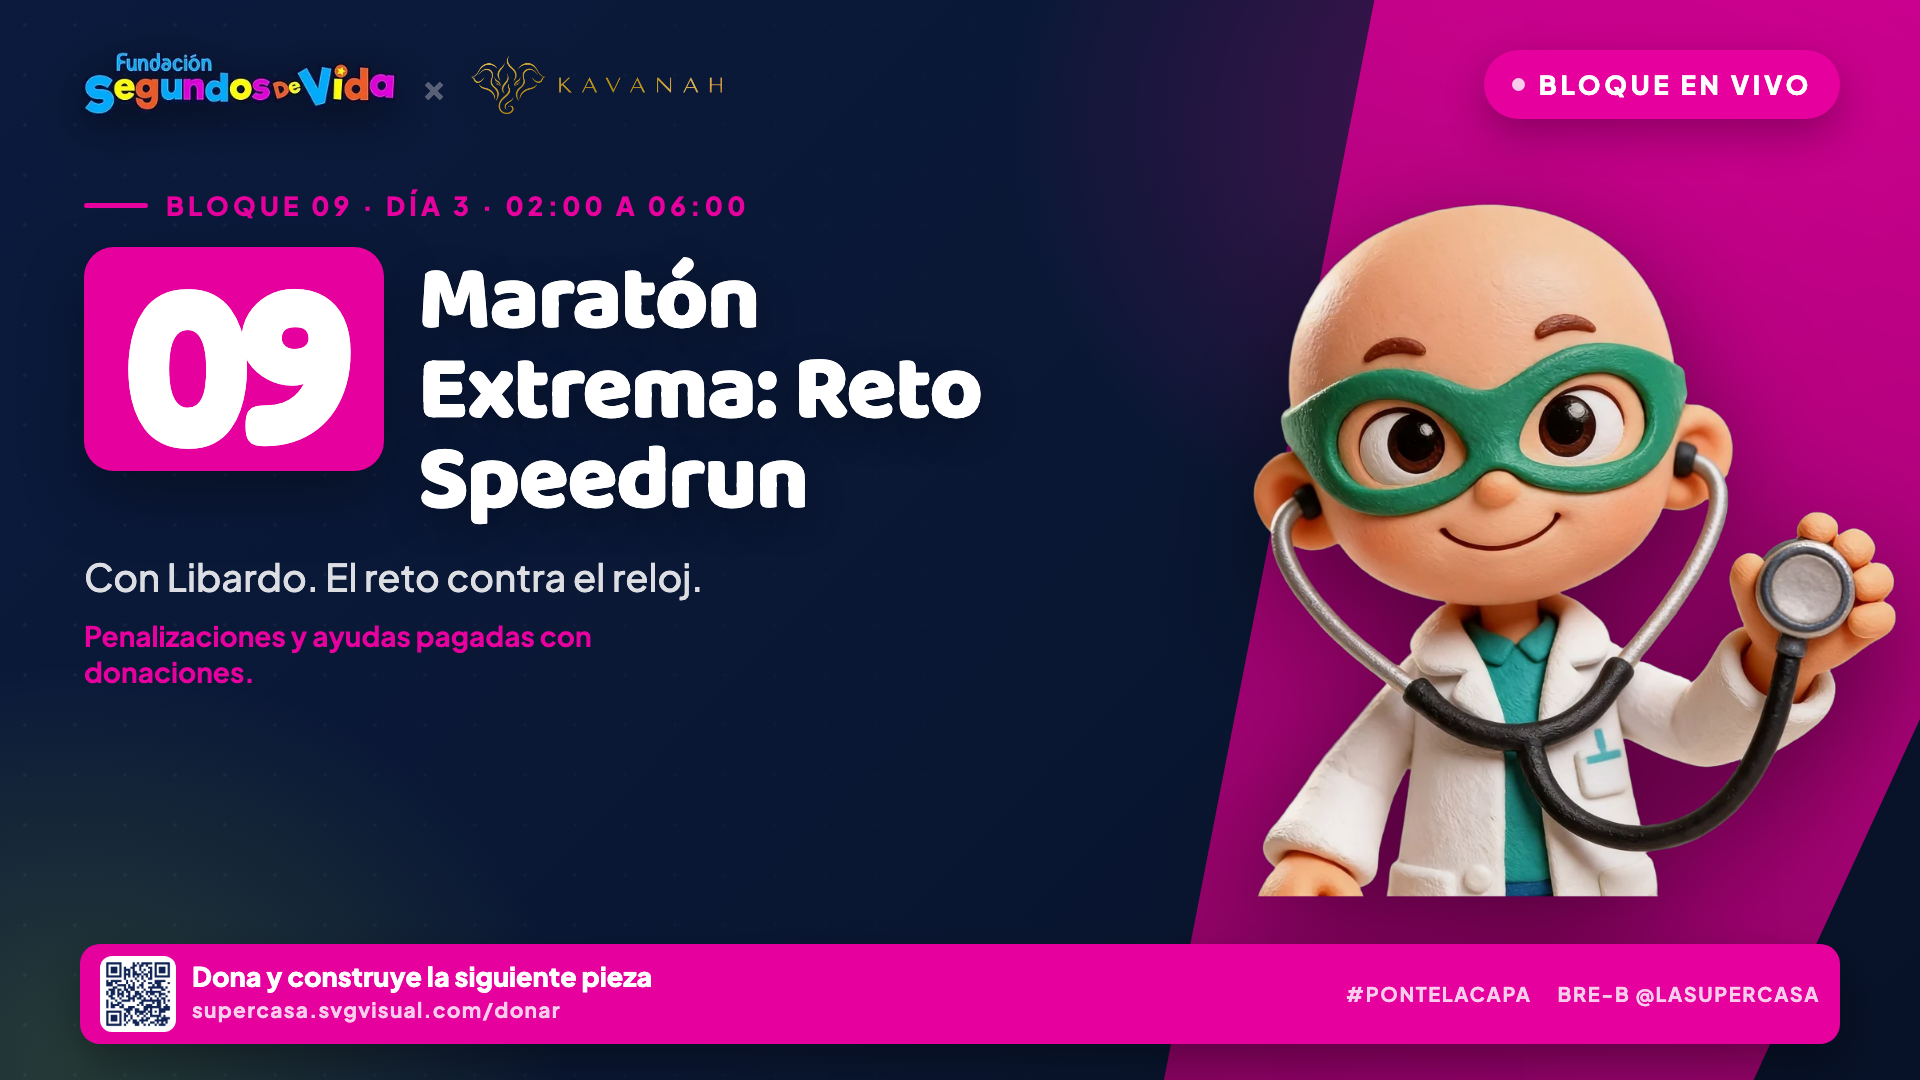 Fundación
Segundos de Vida
×
KAVANAH
BLOQUE EN VIVO
BLOQUE 09 · DÍA 3 · 02:00 A 06:00
09
Maratón
Extrema: Reto
Speedrun
Con Libardo. El reto contra el reloj.
Penalizaciones y ayudas pagadas con
donaciones.
Dona y construye la siguiente pieza
supercasa.svgvisual.com/donar
#PONTELACAPA BRE-B @LASUPERCASA